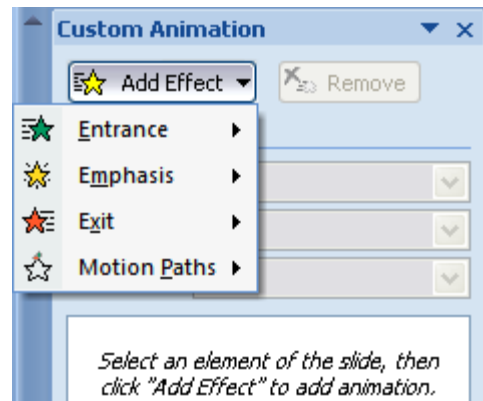 Custom Animation
Add Effect Remove
Entrance
Emphasis
Exit
Motion Paths
Select an element of the slide, then
click "Add Effect" to add animation.